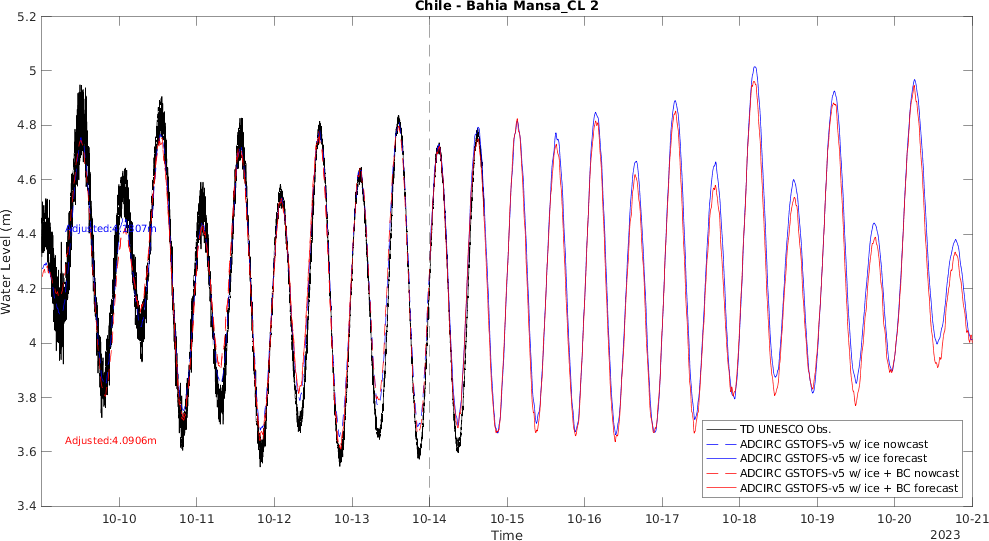 Chile - Bahia Mansa_CL 2
5.2
5
4.8
4.6
4.4
4.2
4
3.8
3.6
3.4
Water Level (m)
Adjusted:4.0906m
TD UNESCO Obs.
ADCIRC GSTOFS-v5 w/ ice nowcast
ADCIRC GSTOFS-v5 w/ ice forecast
ADCIRC GSTOFS-v5 w/ ice + BC nowcast
ADCIRC GSTOFS-v5 w/ ice + BC forecast
10-10 10-11 10-12 10-13 10-14 10-15 10-16 10-17 10-18 10-19 10-20 10-21
Time
2023